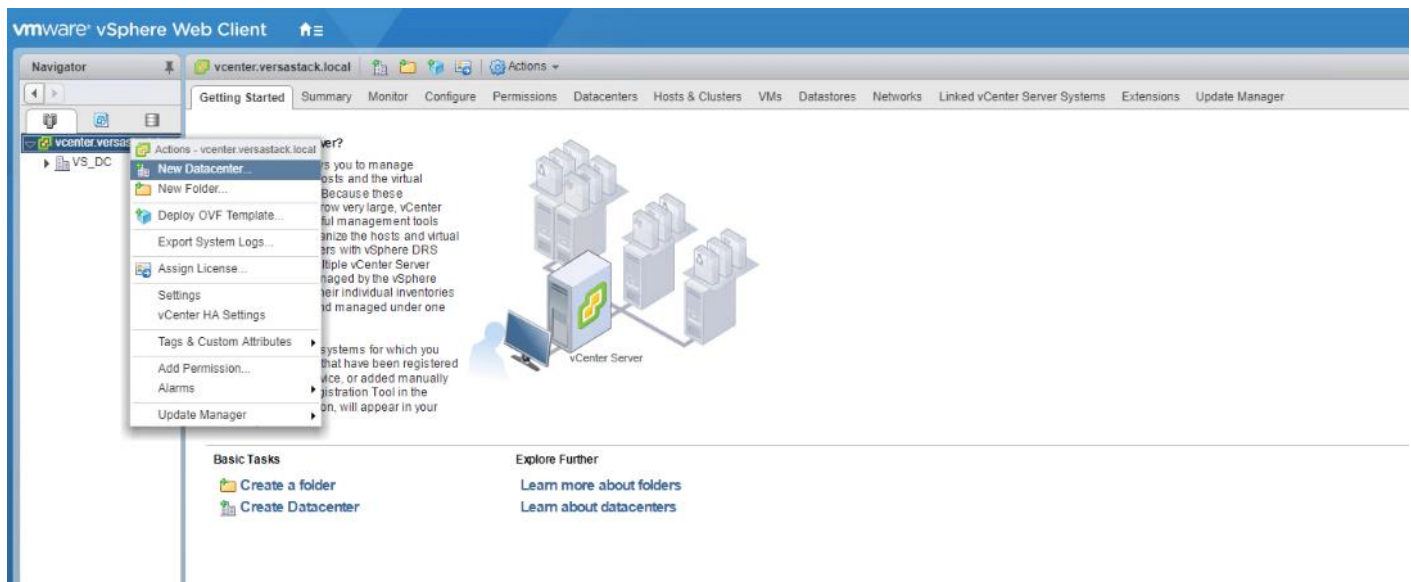 vmware® vSphere Web Client
Navigator
vcenter.versastack.local
Actions
Getting Started Summary Monitor Configure Permissions Datacenters Hosts & Clusters VMs Datastores Networks Linked vCenter Server Systems Extensions Update Manager
vcenter.versas
VS_DC
Actions - vcenter.versastack.local
New Datacenter...
New Folder...
Deploy OVF Template...
Export System Logs...
Assign License...
Settings
vCenter HA Settings
Tags & Custom Attributes
Add Permission...
Alarms
Update Manager
ver?
s you to manage
osts and the virtual
Because these
row very large, vCenter
ful management tools
anize the hosts and virtual
ers with vSphere DRS
ltiple vCenter Server
naged by the vSphere
heir individual inventories
nd managed under one
systems for which you
that have been registered
vice, or added manually
gistration Tool in the
on, will appear in your
vCenter Server
Basic Tasks
Create a folder
Create Datacenter
Explore Further
Learn more about folders
Learn about datacenters